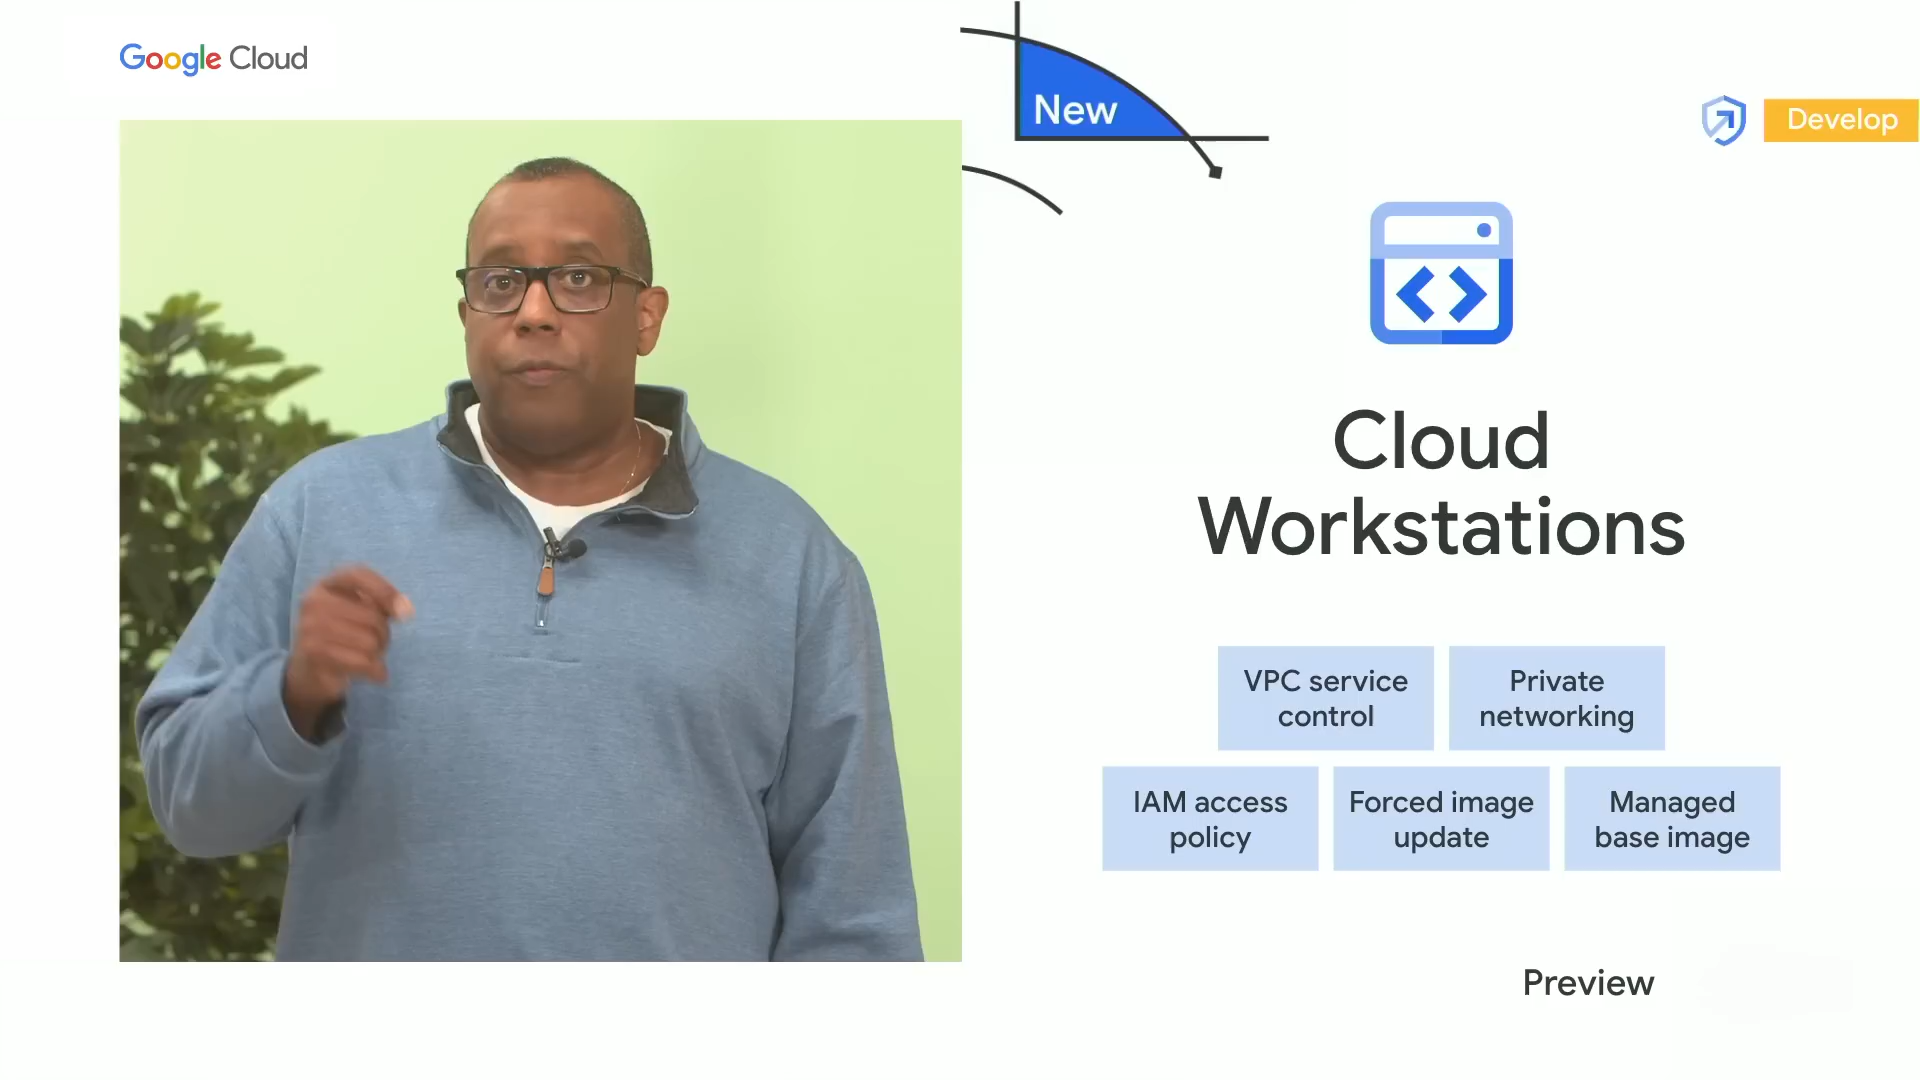 Google Cloud
New
Develop
Cloud
Workstations
VPC service
control
Private
networking
IAM access
policy
Forced image
update
Managed
base image
Preview